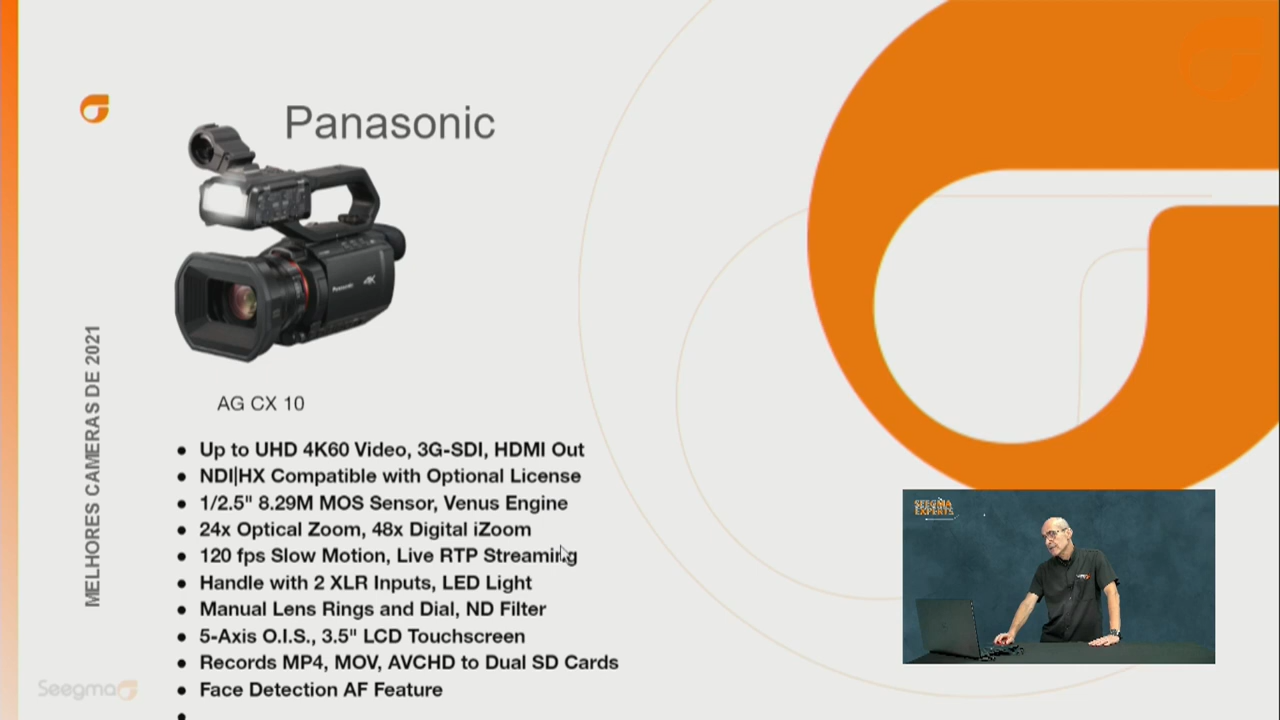 Panasonic
Panasonic
4K
MELHORES CAMERAS DE 2021
AG CX 10
Up to UHD 4K60 Video, 3G-SDI, HDMI Out
NDI|HX Compatible with Optional License
1/2.5" 8.29M MOS Sensor, Venus Engine
24x Optical Zoom, 48x Digital iZoom
120 fps Slow Motion, Live RTP Streaming
Handle with 2 XLR Inputs, LED Light
Manual Lens Rings and Dial, ND Filter
5-Axis O.I.S., 3.5" LCD Touchscreen
Records MP4, MOV, AVCHD to Dual SD Cards
Face Detection AF Feature
SEEGMA
EXPERTS
Seegma